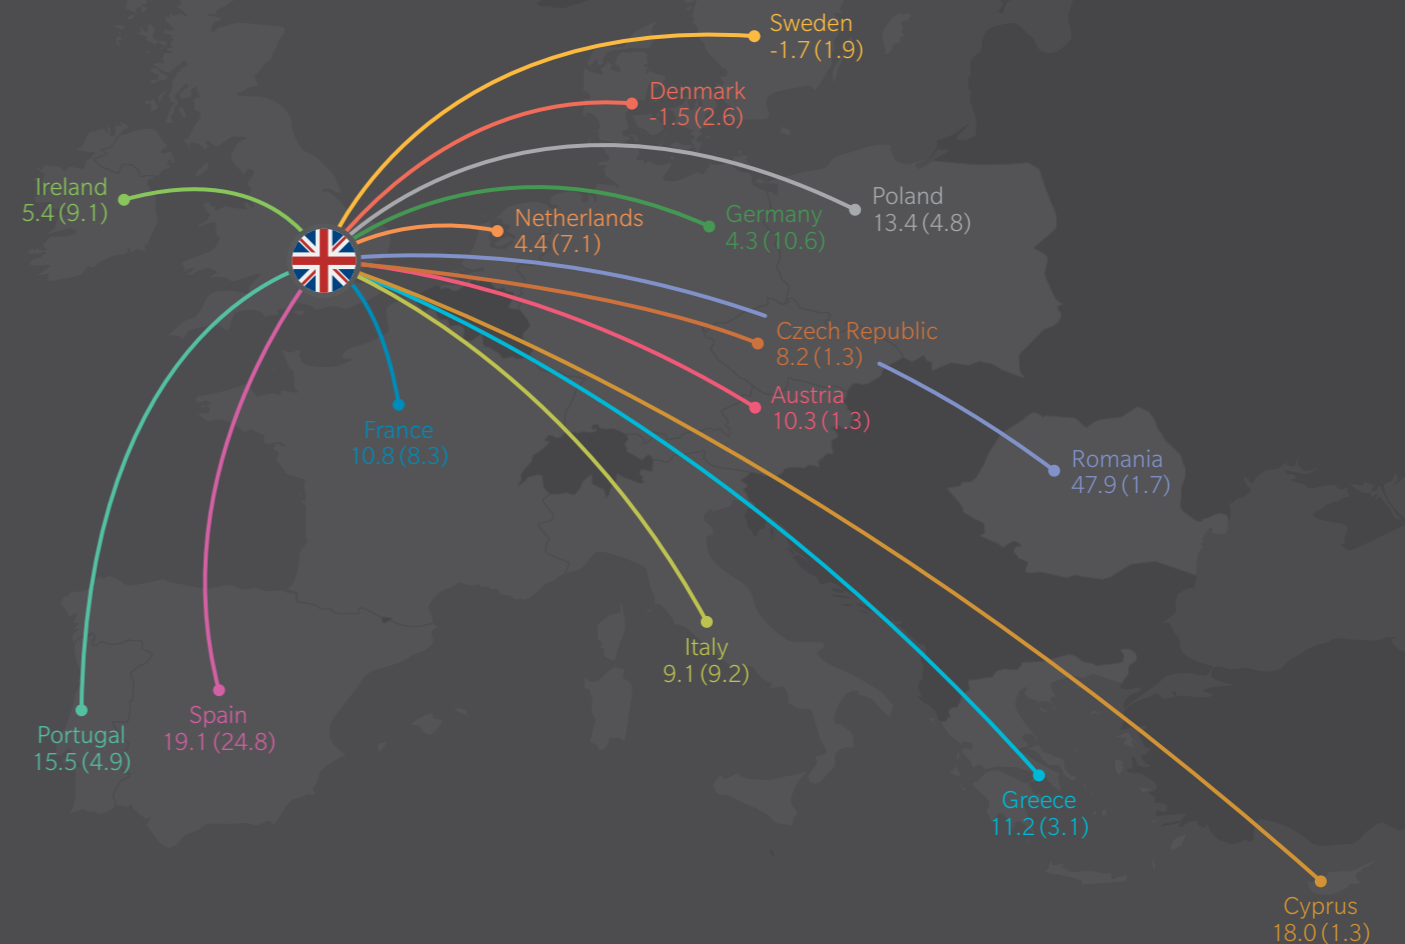 Sweden
-1.7 (1.9)
Denmark
-1.5 (2.6)
Ireland
5.4 (9.1)
Netherlands
4.4 (7.1)
Germany
4.3 (10.6)
Poland
13.4 (4.8)
Czech Republic
8.2 (1.3)
Austria
10.3 (1.3)
France
10.8 (8.3)
Romania
47.9 (1.7)
Italy
9.1 (9.2)
Spain
19.1 (24.8)
Portugal
15.5 (4.9)
Greece
11.2 (3.1)
Cyprus
18.0 (1.3)